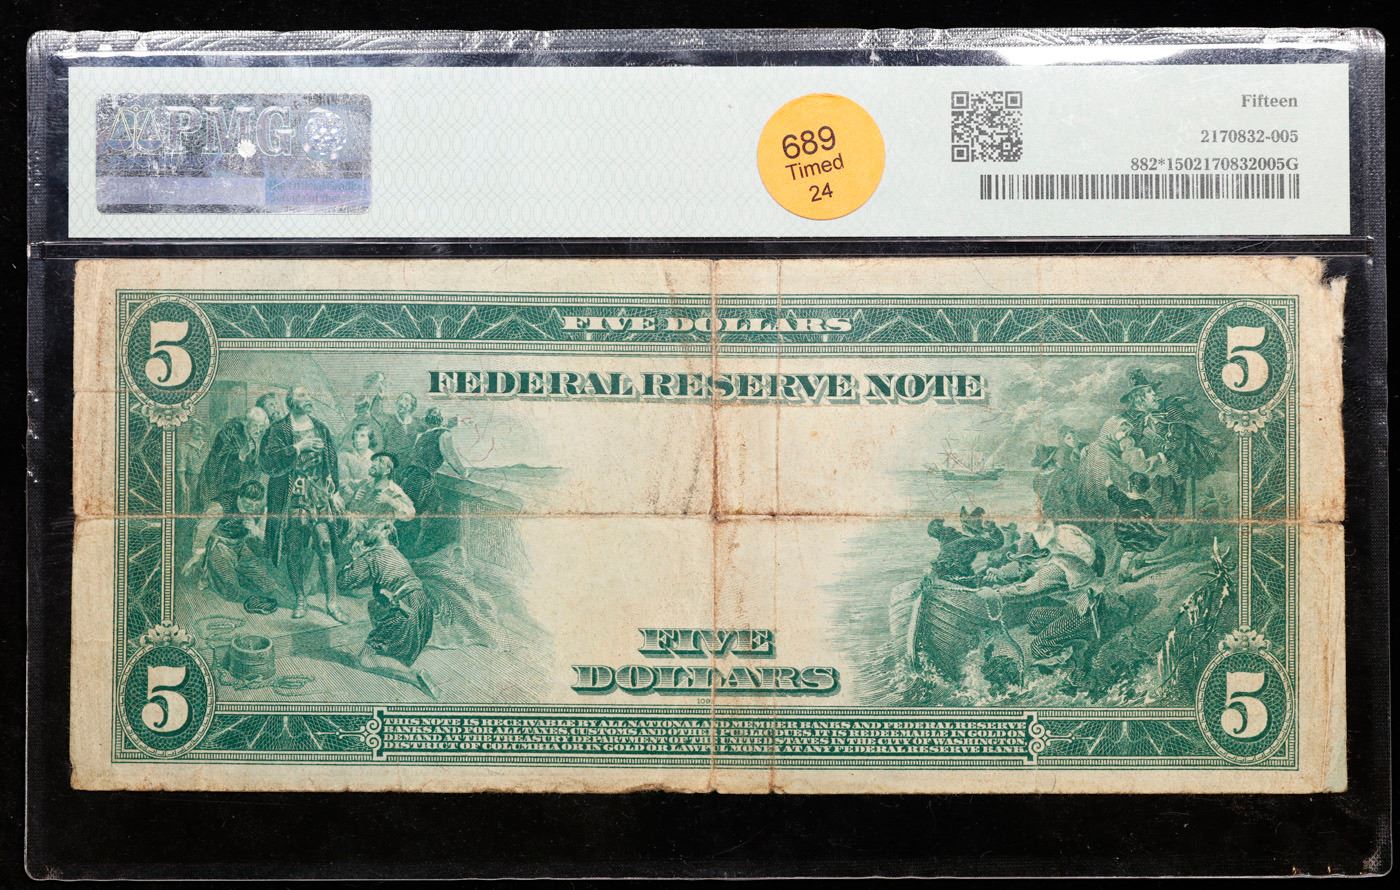 PMG
689
Timed
24
Fifteen
2170832-005
882*1502170832005G
5 FIVE DOLLARS 5
FEDERAL RESERVE NOTE
FIVE
DOLLARS
5 5
THIS NOTE IS RECEIVABLE BY ALL NATIONAL AND MEMBER BANKS AND FEDERAL RESERVE
BANKS AND FOR ALL TAXES, CUSTOMS AND OTHER PUBLIC DUES. IT IS REDEEMABLE IN GOLD ON
DEMAND AT THE TREASURY DEPARTMENT OF THE UNITED STATES IN THE CITY OF WASHINGTON,
DISTRICT OF COLUMBIA OR IN GOLD OR LAWFUL MONEY AT ANY FEDERAL RESERVE BANK.